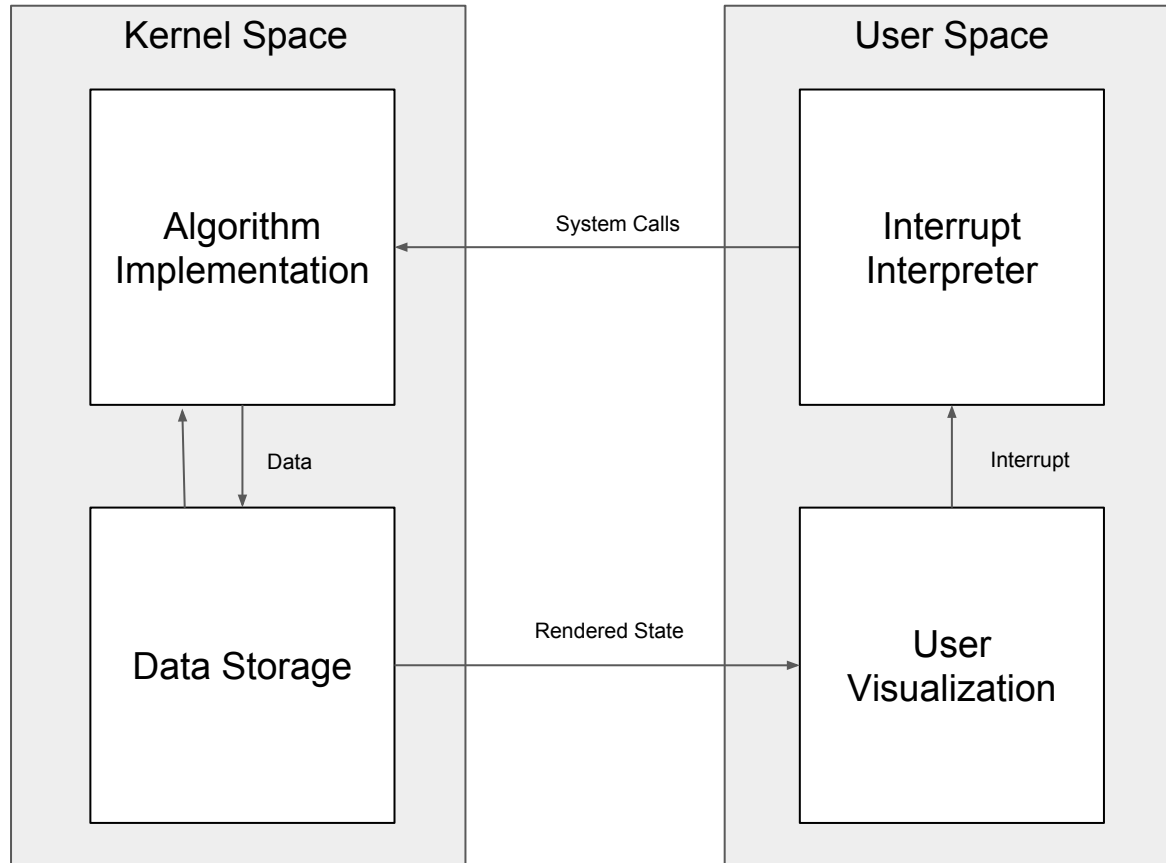 Kernel Space
User Space
Algorithm
Implementation
System Calls
Interrupt
Interpreter
Data
Interrupt
Data Storage
Rendered State
User
Visualization